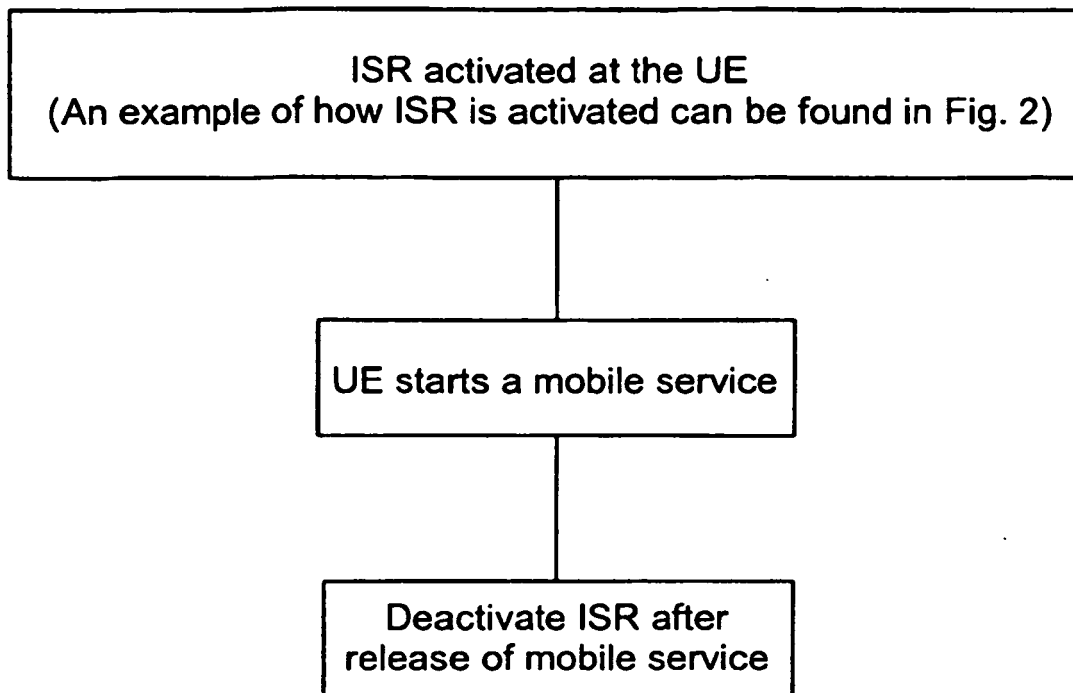 ISR activated at the UE
(An example of how ISR is activated can be found in Fig. 2)
UE starts a mobile service
Deactivate ISR after
release of mobile service